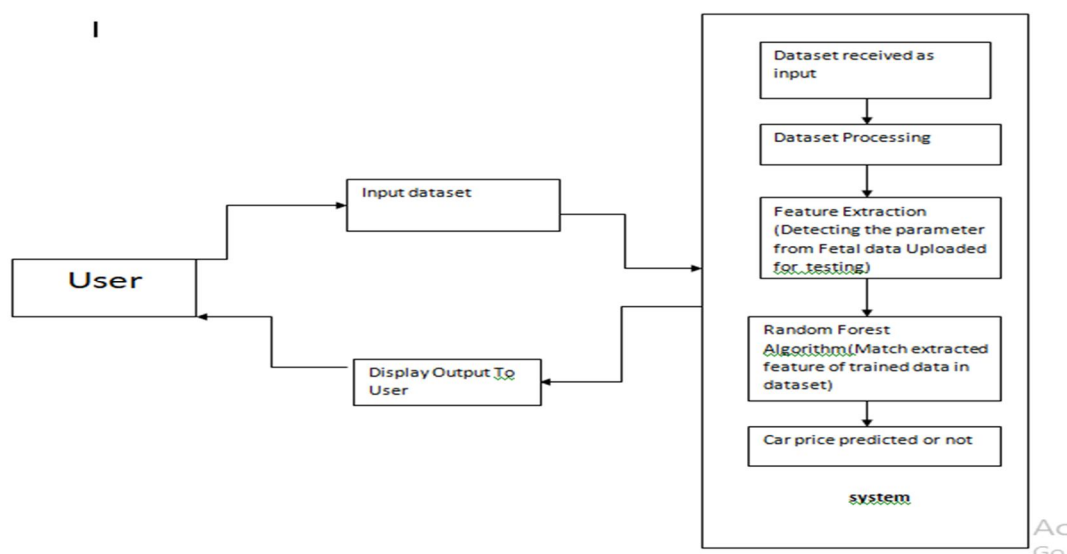 I
User
Input dataset
Display Output To
User
Dataset received as
input
Dataset Processing
Feature Extraction
(Detecting the parameter
from Fetal data Uploaded
for testing)
Random Forest
Algorithm(Match extracted
feature of trained data in
dataset)
Car price predicted or not
system